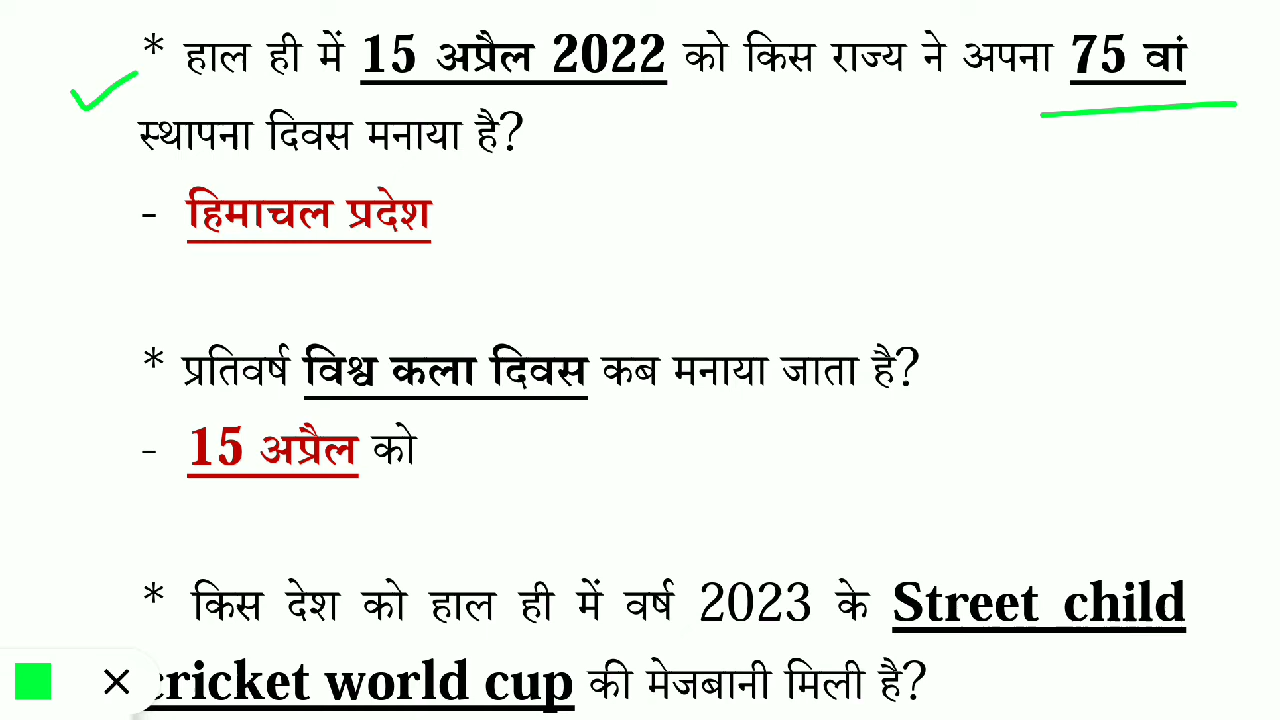 * हाल ही में 15 अप्रैल 2022 को किस राज्य ने अपना 75 वां
स्थापना दिवस मनाया है?
- हिमाचल प्रदेश
* प्रतिवर्ष विश्व कला दिवस कब मनाया जाता है?
- 15 अप्रैल को
* किस देश को हाल ही में वर्ष 2023 के Street child
cricket world cup की मेजबानी मिली है?